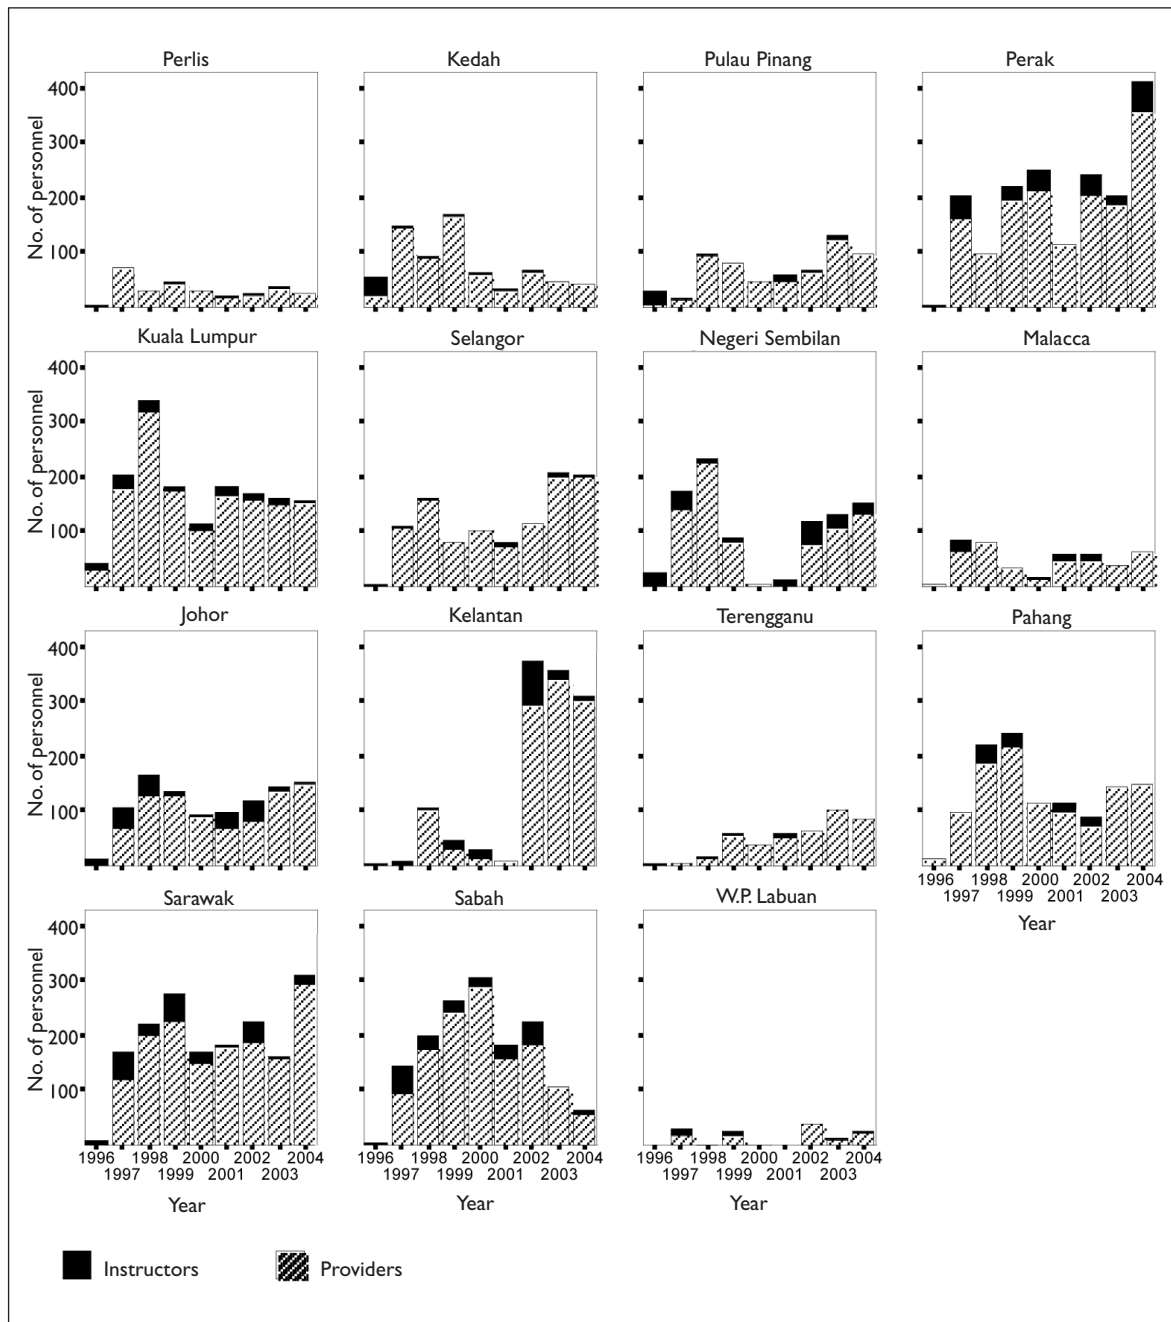 Perlis Kedah Pulau Pinang Perak
400
300
200
100
No. of personnel
Kuala Lumpur Selangor Negeri Sembilan Malacca
400
300
200
100
No. of personnel
Johor Kelantan Terengganu Pahang
400
300
200
100
No. of personnel
1996 1998 2000 2002 2004
1997 1999 2001 2003
Year
Sarawak Sabah W.P. Labuan
400
300
200
100
No. of personnel
1996 1998 2000 2002 2004 1996 1998 2000 2002 2004 1996 1998 2000 2002 2004
1997 1999 2001 2003 1997 1999 2001 2003 1997 1999 2001 2003
Year Year Year
Instructors Providers